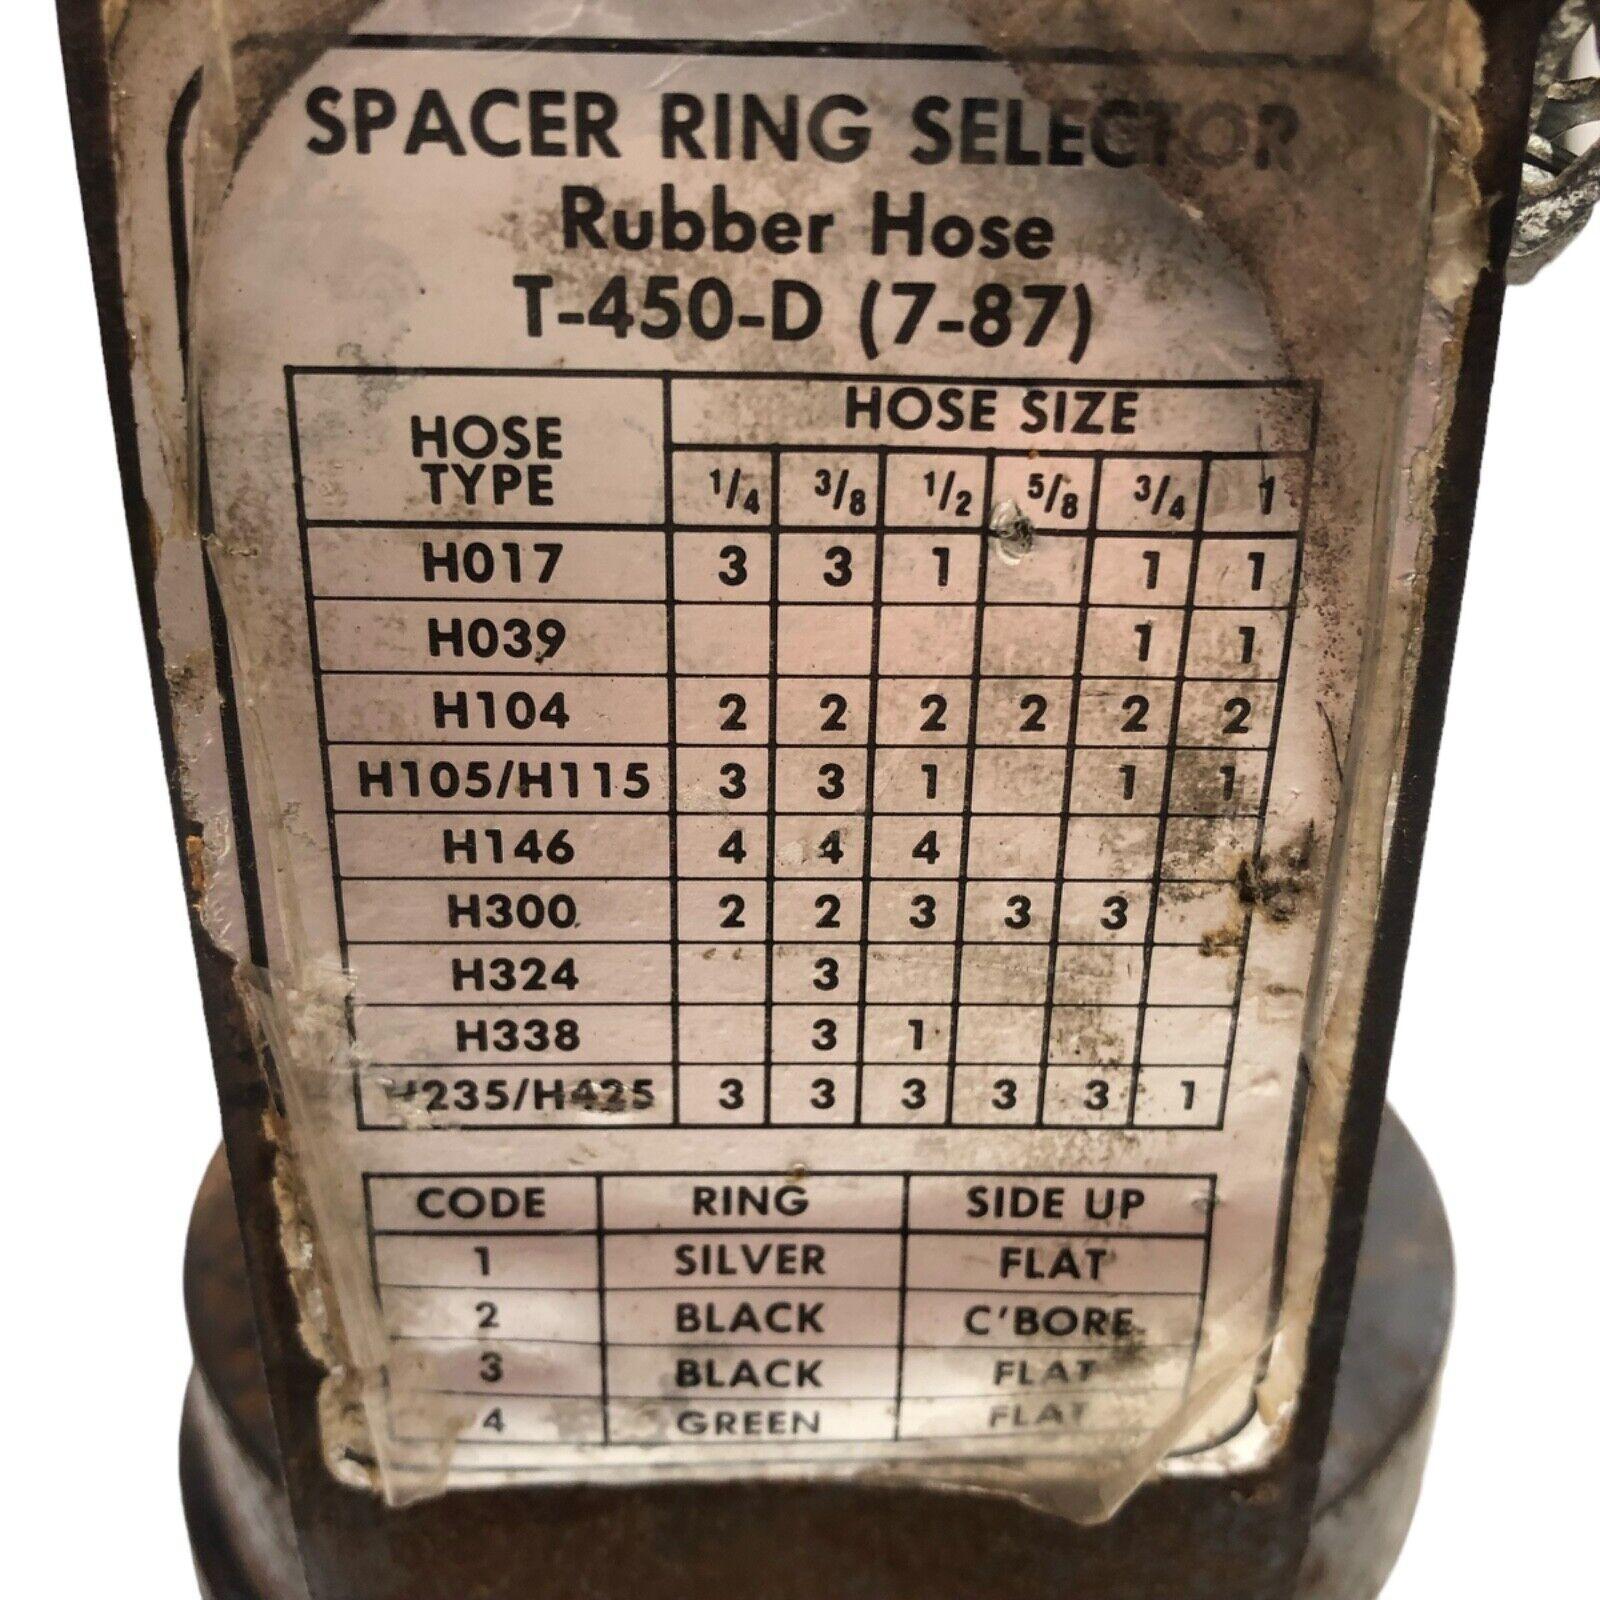 SPACER RING SELECTOR
Rubber Hose
T-450-D (7-87)
HOSE TYPE HOSE SIZE
1/4 3/8 1/2 5/8 3/4 1
H017 3 3 1 1 1
H039 1 1
H104 2 2 2 2 2 2
H105/H115 3 3 1 1 1
H146 4 4 4
H300 2 2 3 3 3
H324 3
H338 3 1
H235/H425 3 3 3 3 3 1
CODE RING SIDE UP
1 SILVER FLAT
2 BLACK C'BORE
3 BLACK FLAT
4 GREEN FLAT